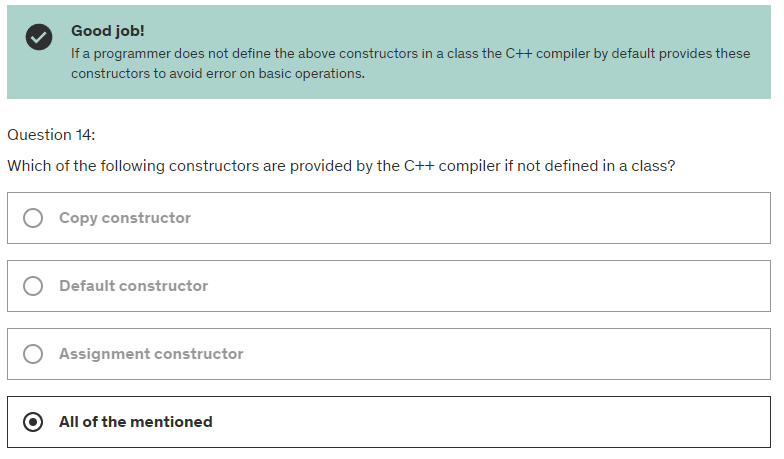 Good job!
If a programmer does not define the above constructors in a class the C++ compiler by default provides these
constructors to avoid error on basic operations.
Question 14:
Which of the following constructors are provided by the C++ compiler if not defined in a class?
Copy constructor
Default constructor
Assignment constructor
All of the mentioned